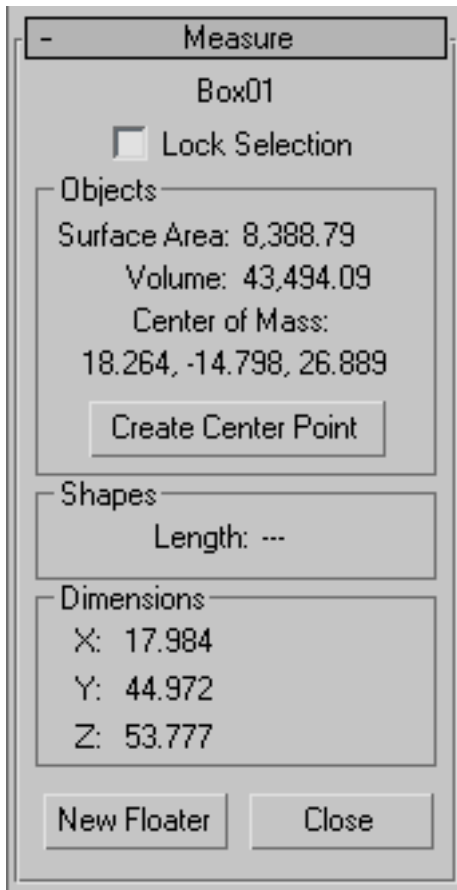 - Measure
Box01
Lock Selection
Objects
Surface Area: 8,388.79
Volume: 43,494.09
Center of Mass:
18.264, -14.798, 26.889
Create Center Point
Shapes
Length: ---
Dimensions
X: 17.984
Y: 44.972
Z: 53.777
New Floater Close